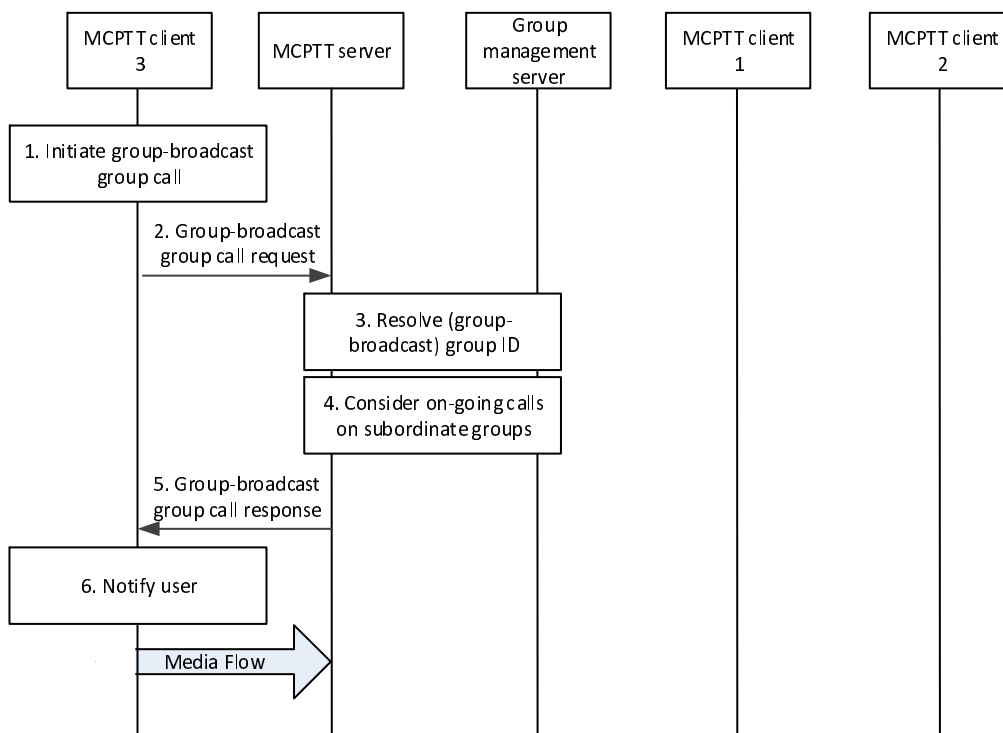 MCPTT client
3
MCPTT server
Group
management
server
MCPTT client
1
MCPTT client
2
1. Initiate group-broadcast
group call
2. Group-broadcast
group call request
3. Resolve (group-
broadcast) group ID
4. Consider on-going calls
on subordinate groups
5. Group-broadcast
group call response
6. Notify user
Media Flow